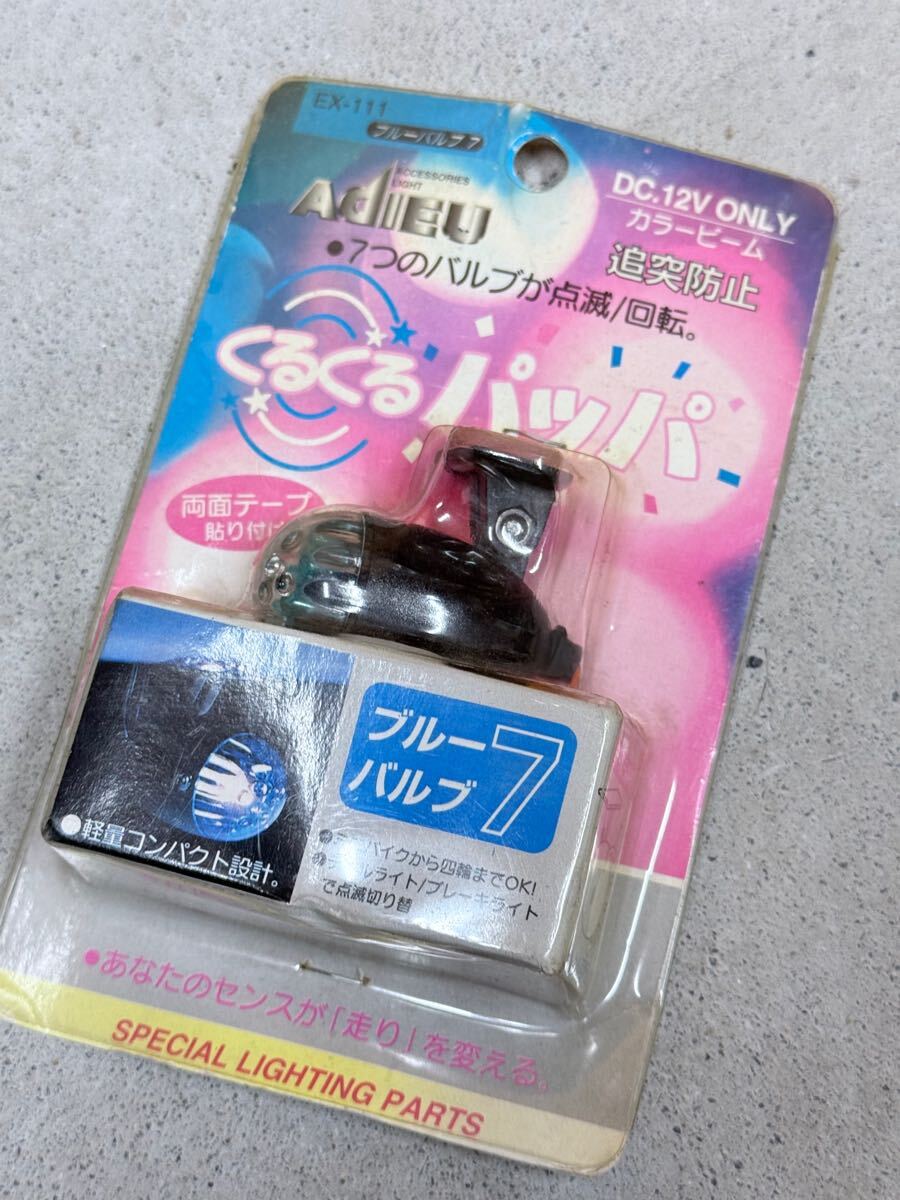 EX-111
ブルーバルブ7
ACCESSORIES
LIGHT
ADIEU
DC.12V ONLY
カラービーム
追突防止
●7つのバルブが点滅/回転。
くるくるパッパ
両面テープ
貼り付け
ブルー
バルブ7
●軽量コンパクト設計。
バイクから四輪までOK!
ルライト/ブレーキライト
で点滅切り替
●あなたのセンスが「走り」を変える。
SPECIAL LIGHTING PARTS